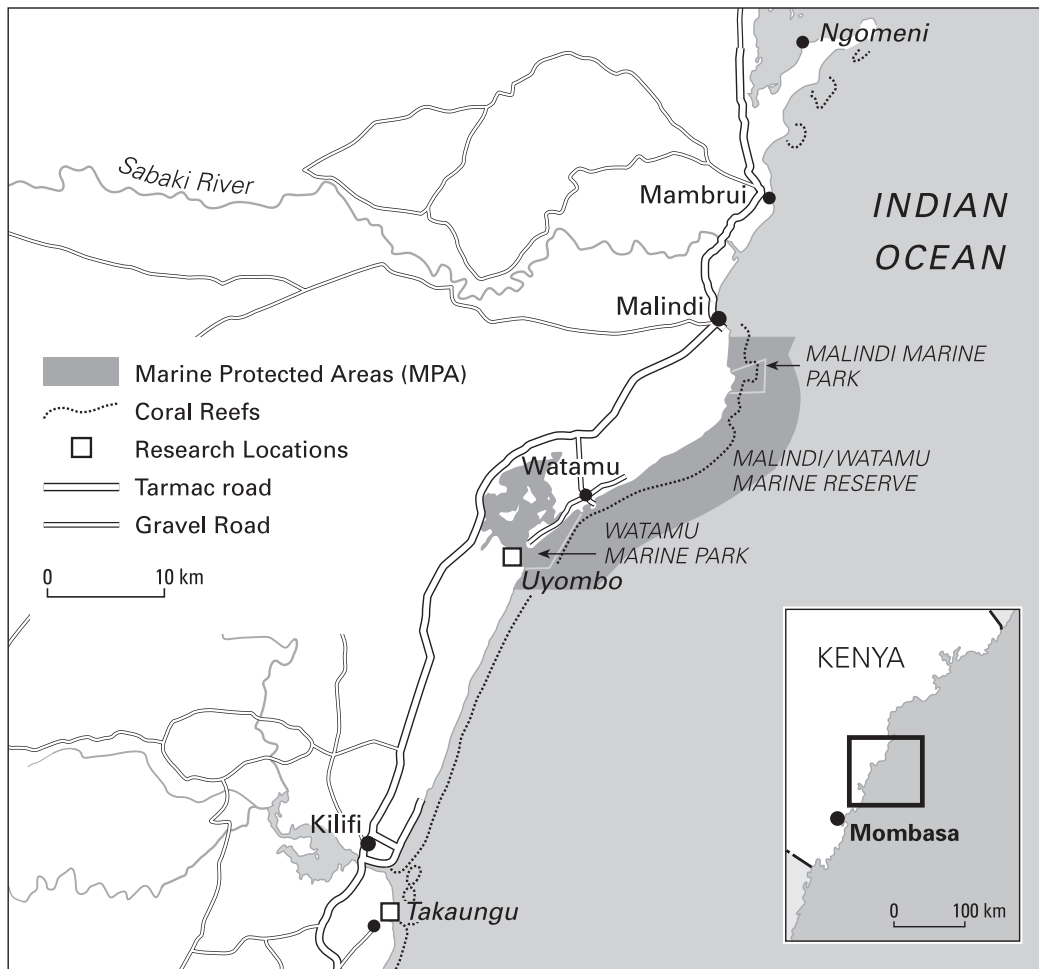 Ngomeni
Sabaki River
Mambrui
INDIAN
OCEAN
Malindi
MALINDI MARINE
PARK
Marine Protected Areas (MPA)
Coral Reefs
Research Locations
Tarmac road
Gravel Road
0 10 km
Watamu
MALINDI/WATAMU
MARINE RESERVE
WATAMU
MARINE PARK
Uyombo
KENYA
Mombasa
0 100 km
Kilifi
Takaungu